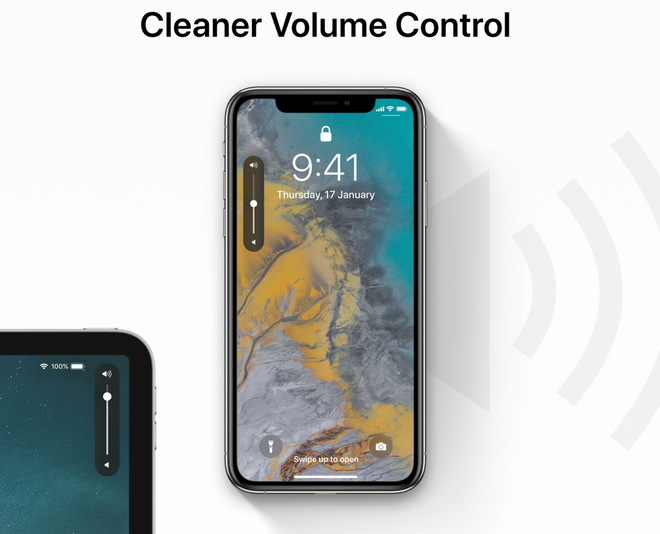 Cleaner Volume Control
9:41
Thursday, 17 January
100%
Swipe up to open